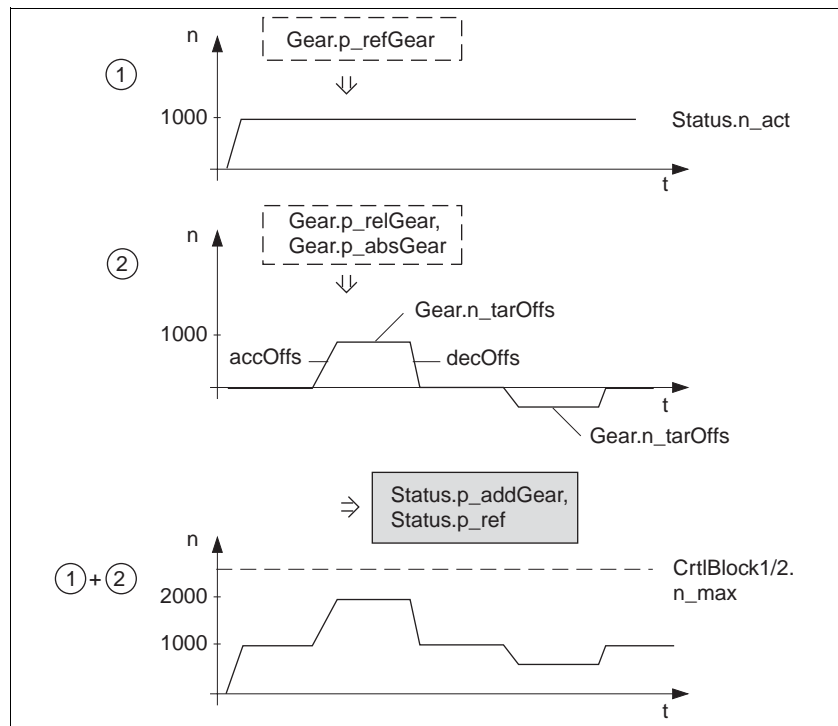 n
Gear.p_refGear
1
1000
Status.n_act
t
n
Gear.p_relGear,
Gear.p_absGear
2
Gear.n_tarOffs
1000
accOffs
decOffs
t
Gear.n_tarOffs
Status.p_addGear,
Status.p_ref
n
1 + 2
CrtlBlock1/2.
n_max
2000
1000
t